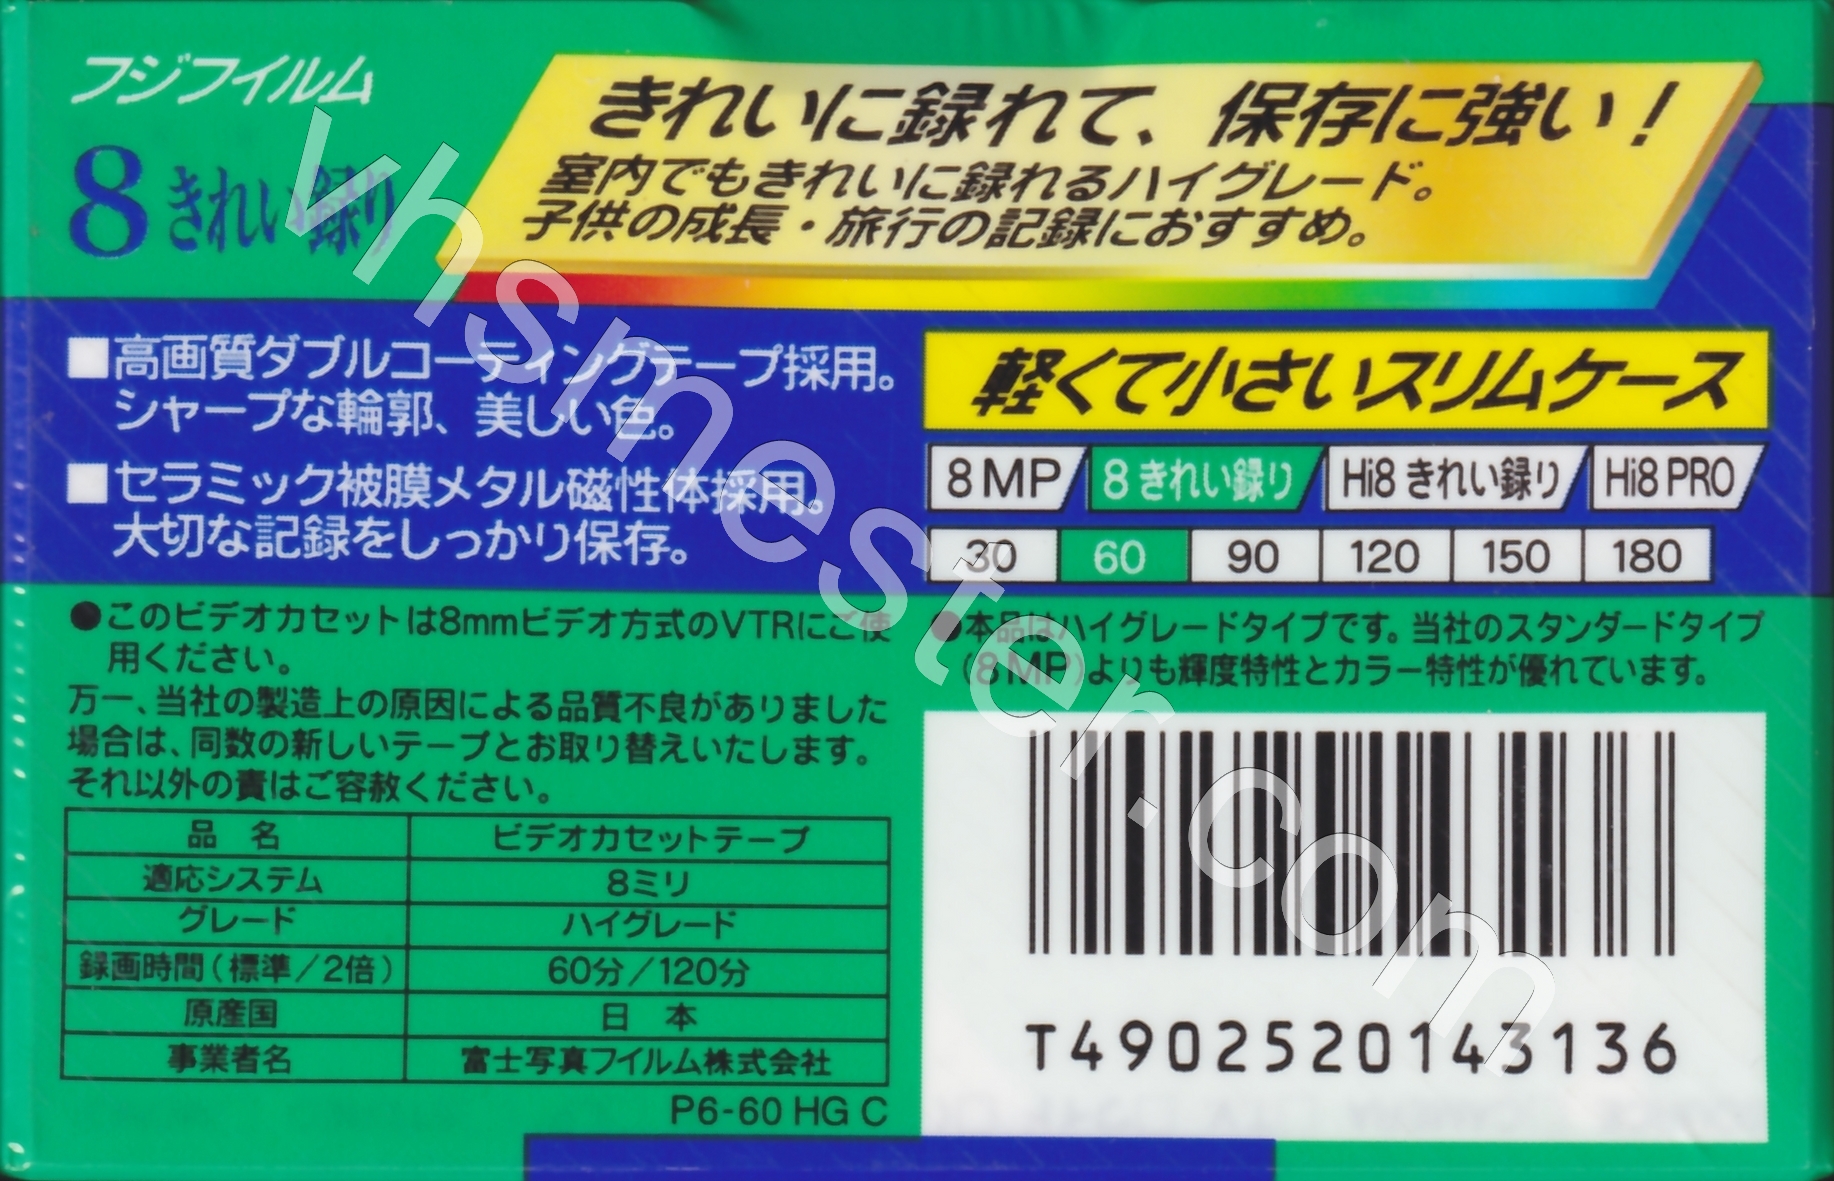 フジフイルム
8 きれい録り
きれいに録れて、保存に強い!
室内でもきれいに録れるハイグレード。
子供の成長・旅行の記録におすすめ。
■高画質ダブルコーティングテープ採用。
シャープな輪郭、美しい色。
■セラミック被膜メタル磁性体採用。
大切な記録をしっかり保存。
軽くて小さいスリムケース
8 MP 8 きれい録り Hi8 きれい録り Hi8 PRO
30 60 90 120 150 180
●このビデオカセットは8mmビデオ方式のVTRにご使
用ください。
万一、当社の製造上の原因による品質不良がありました
場合は、同数の新しいテープとお取り替えいたします。
それ以外の責はご容赦ください。
●本品はハイグレードタイプです。当社のスタンダードタイプ
(8 MP)よりも輝度特性とカラー特性が優れています。
品 名 ビデオカセットテープ
適応システム 8ミリ
グレード ハイグレード
録画時間(標準/2倍) 60分/120分
原産国 日 本
事業者名 富士写真フイルム株式会社
P6-60 HG C
T4902520143136
vhsmester.com